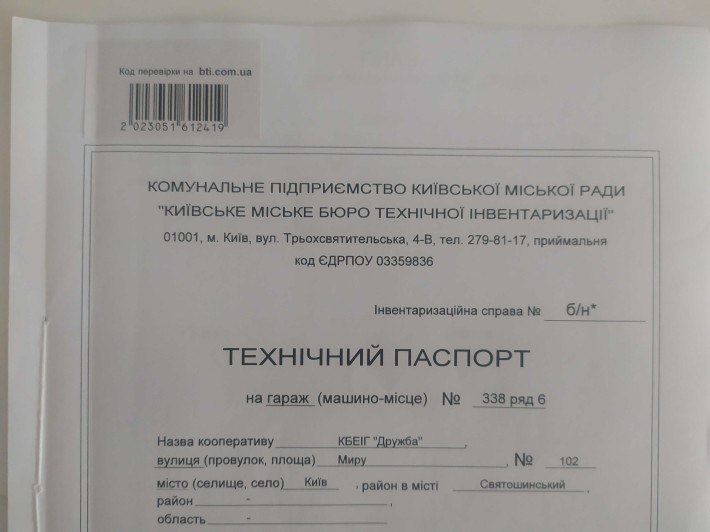 Код перевірки на bti.com.ua
2 023051 612419
КОМУНАЛЬНЕ ПІДПРИЄМСТВО КИЇВСЬКОЇ МІСЬКОЇ РАДИ
"КИЇВСЬКЕ МІСЬКЕ БЮРО ТЕХНІЧНОЇ ІНВЕНТАРИЗАЦІЇ"
01001, м. Київ, вул. Трьохсвятительська, 4-В, тел. 279-81-17, приймальня
код ЄДРПОУ 03359836
Інвентаризаційна справа № б/н*
ТЕХНІЧНИЙ ПАСПОРТ
на гараж (машино-місце) № 338 ряд 6
Назва кооперативу КБЕІГ "Дружба",
вулиця (провулок, площа) Миру, № 102
місто (селище, село) Київ, район в місті Святошинський,
район -
область -,